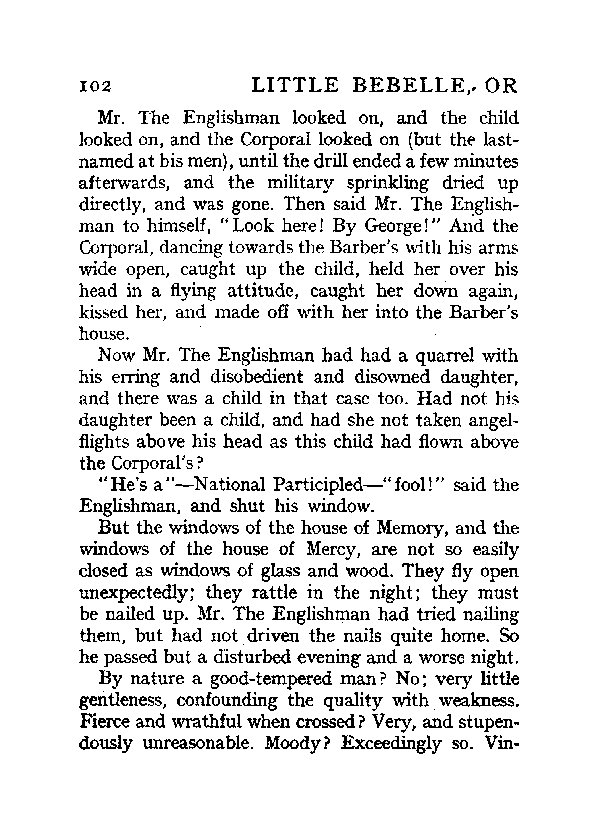 102 LITTLE BEBELLE, OR
Mr. The Englishman looked on, and the child
looked on, and the Corporal looked on (but the last-
named at his men), until the drill ended a few minutes
afterwards, and the military sprinkling dried up
directly, and was gone. Then said Mr. The English-
man to himself, "Look here! By George!" And the
Corporal, dancing towards the Barber's with his arms
wide open, caught up the child, held her over his
head in a flying attitude, caught her down again,
kissed her, and made off with her into the Barber's
house.
Now Mr. The Englishman had had a quarrel with
his erring and disobedient and disowned daughter,
and there was a child in that case too. Had not his
daughter been a child, and had she not taken angel-
flights above his head as this child had flown above
the Corporal's?
"He's a"—National Participled—"fool!" said the
Englishman, and shut his window.
But the windows of the house of Memory, and the
windows of the house of Mercy, are not so easily
closed as windows of glass and wood. They fly open
unexpectedly; they rattle in the night; they must
be nailed up. Mr. The Englishman had tried nailing
them, but had not driven the nails quite home. So
he passed but a disturbed evening and a worse night.
By nature a good-tempered man? No; very little
gentleness, confounding the quality with weakness.
Fierce and wrathful when crossed? Very, and stupen-
dously unreasonable. Moody? Exceedingly so. Vin-